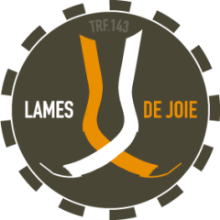 TRF.143
LAMES
DE JOIE